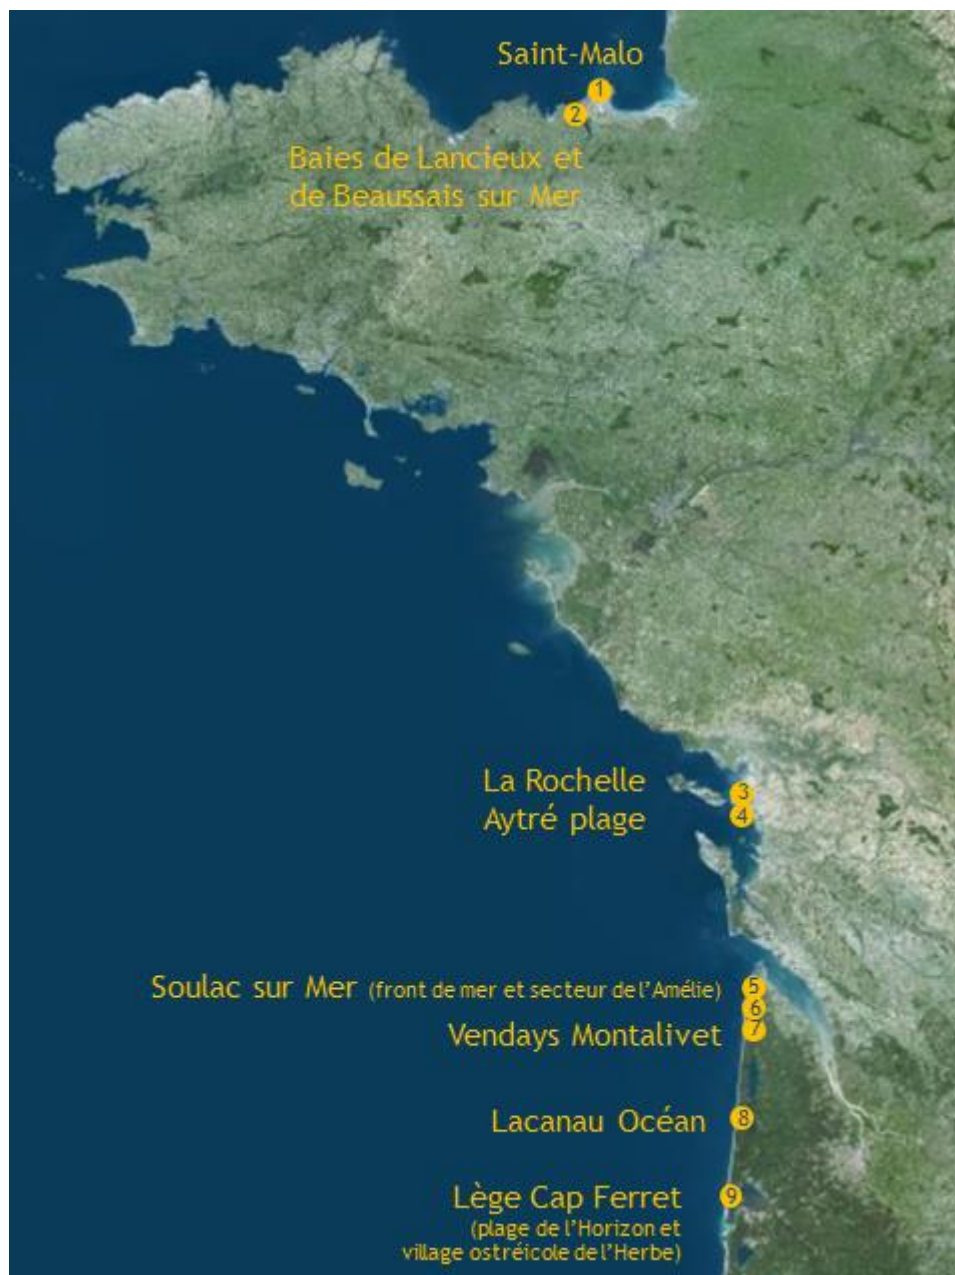 Saint-Malo
1
2
Baies de Lancieux et
de Beaussais sur Mer
La Rochelle 3
Aytré plage 4
Soulac sur Mer (front de mer et secteur de l'Amélie) 5
6
Vendays Montalivet 7
Lacanau Océan 8
Lège Cap Ferret 9
(plage de l'Horizon et
village ostréicole de l'Herbe)